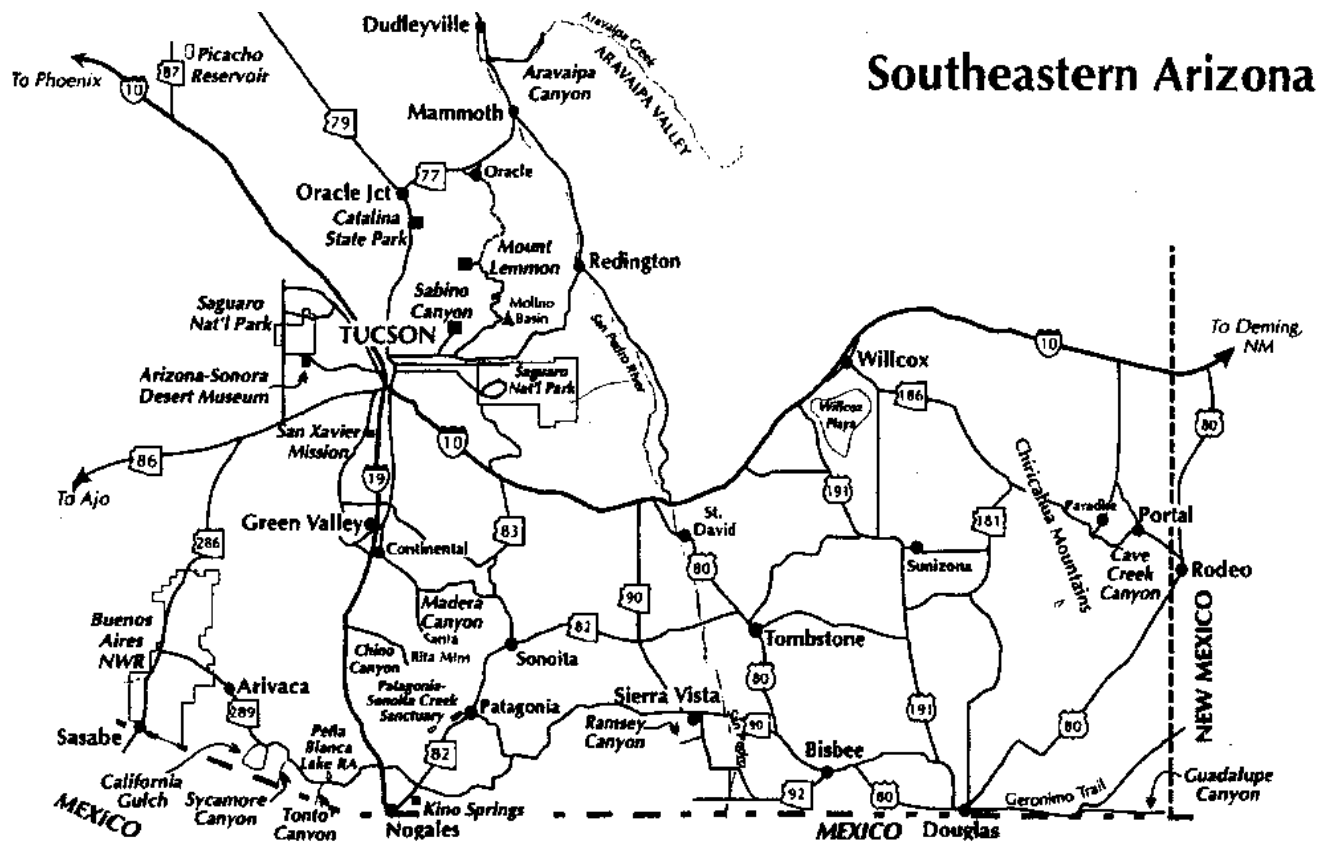 Southeastern Arizona
Dudleyville
Aravaipa Creek
ARAVAIPA VALLEY
Aravaipa
Canyon
Picacho
Reservoir
87
To Phoenix
10
79
Mammoth
77
Oracle
Oracle Jct
Catalina
State Park
Mount
Lemmon
Redington
Sabino
Canyon
Molino
Basin
Saguaro
Nat'l Park
TUCSON
San Pedro River
Saguaro
Nat'l Park
Arizona-Sonora
Desert Museum
Willcox
10
To Deming,
NM
Willcox
Playa
186
80
San Xavier
Mission
10
86
To Ajo
19
191
Chiricahua Mountains
Green Valley
Continental
83
St.
David
181
Paradise
Portal
286
80
Sunizona
Cave
Creek
Canyon
Rodeo
90
Madera
Canyon
Santa
Rita Mtns
Buenos
Aires
NWR
82
Sonoita
Tombstone
Chino
Canyon
NEW MEXICO
80
Arivaca
289
Patagonia-
Sonoita Creek
Sanctuary
Patagonia
Sierra Vista
Ramsey
Canyon
90
191
80
Sasabe
Peña
Blanca
Lake RA
82
Bisbee
California
Gulch
Sycamore
Canyon
Tonto
Canyon
Kino Springs
Nogales
92
80
Geronimo Trail
Guadalupe
Canyon
MEXICO
MEXICO
Douglas